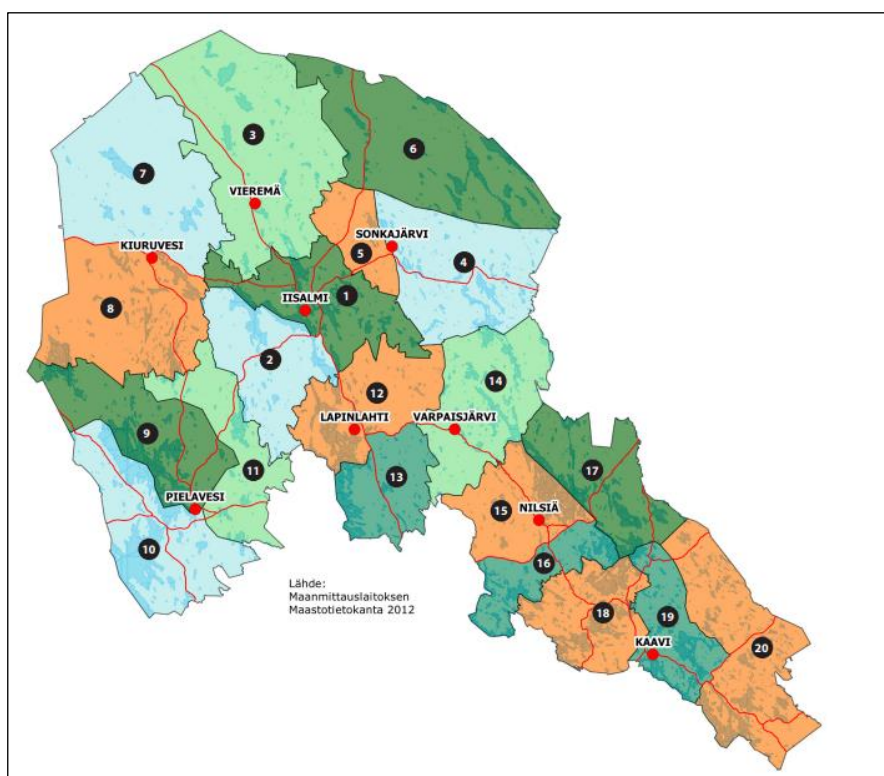 3
6
7
VIEREMÄ
SONKAJÄRVI
KIURUVESI
5
4
1
IISALMI
8
2
14
12
LAPINLAHTI
VARPAISJÄRVI
9
11
13
17
PIELAVESI
15
NILSIÄ
10
16
Lähde:
Maanmittauslaitoksen
Maastotietokanta 2012
18
19
KAAVI
20